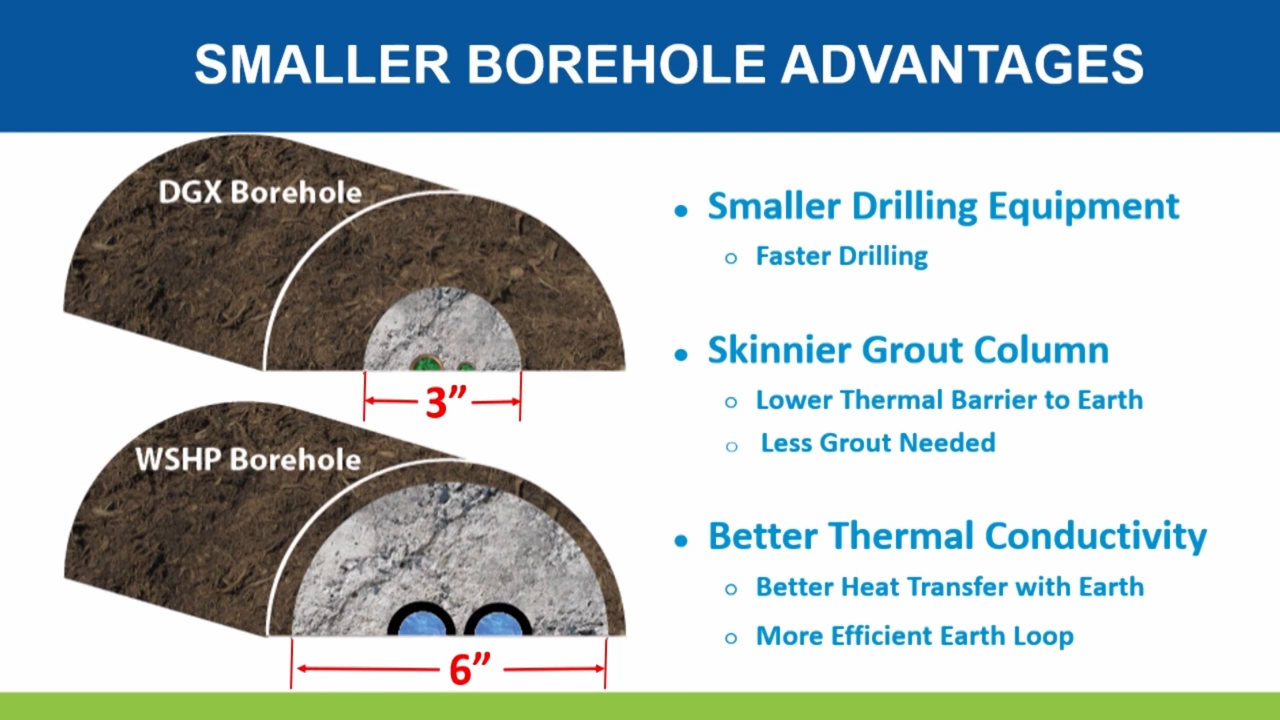 SMALLER BOREHOLE ADVANTAGES
DGX Borehole
3”
WSHP Borehole
6”
• Smaller Drilling Equipment
○ Faster Drilling
• Skinnier Grout Column
○ Lower Thermal Barrier to Earth
○ Less Grout Needed
• Better Thermal Conductivity
○ Better Heat Transfer with Earth
○ More Efficient Earth Loop